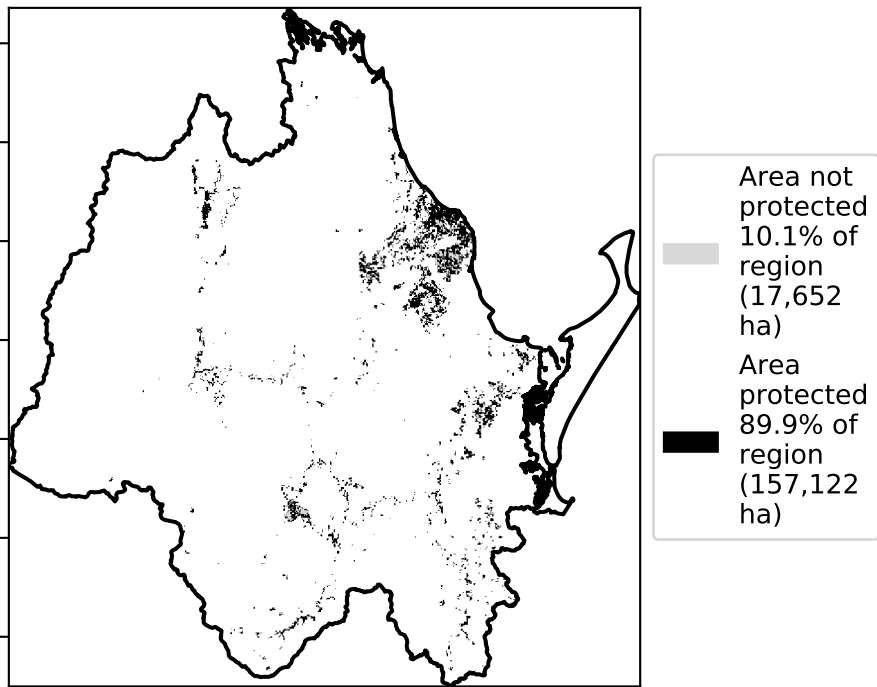 Area not
protected
10.1% of
region
(17,652
ha)
Area
protected
89.9% of
region
(157,122
ha)